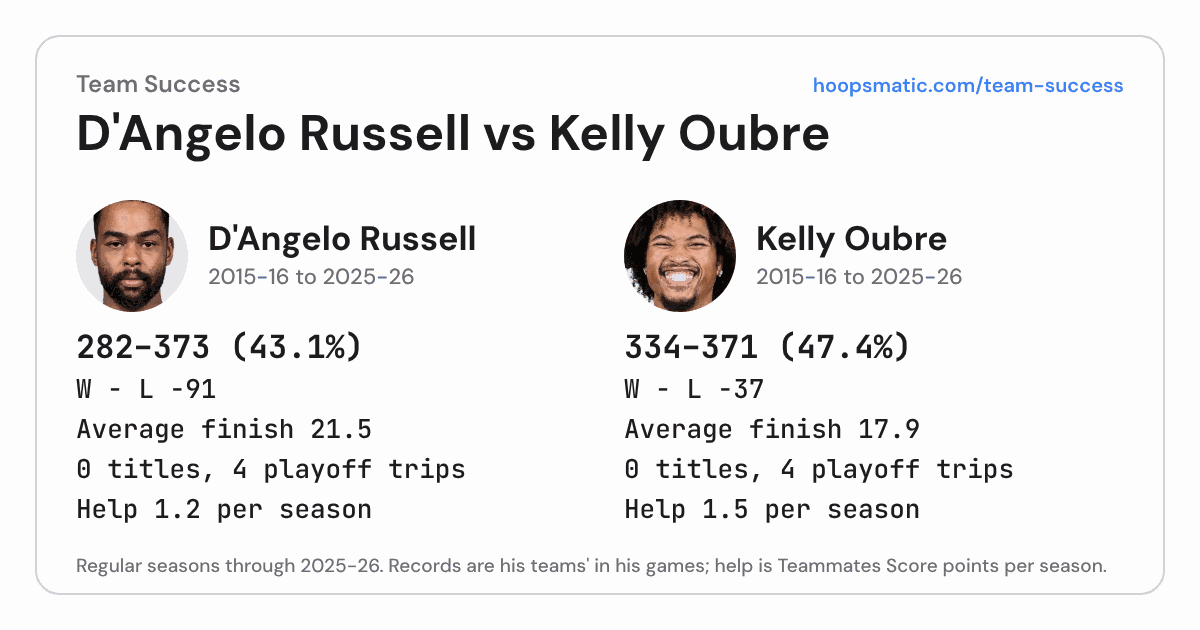 Team Success
hoopsmatic.com/team-success
D'Angelo Russell vs Kelly Oubre
D'Angelo Russell
2015-16 to 2025-26
282-373 (43.1%)
W - L -91
Average finish 21.5
0 titles, 4 playoff trips
Help 1.2 per season
Kelly Oubre
2015-16 to 2025-26
334-371 (47.4%)
W - L -37
Average finish 17.9
0 titles, 4 playoff trips
Help 1.5 per season
Regular seasons through 2025-26. Records are his teams' in his games; help is Teammates Score points per season.